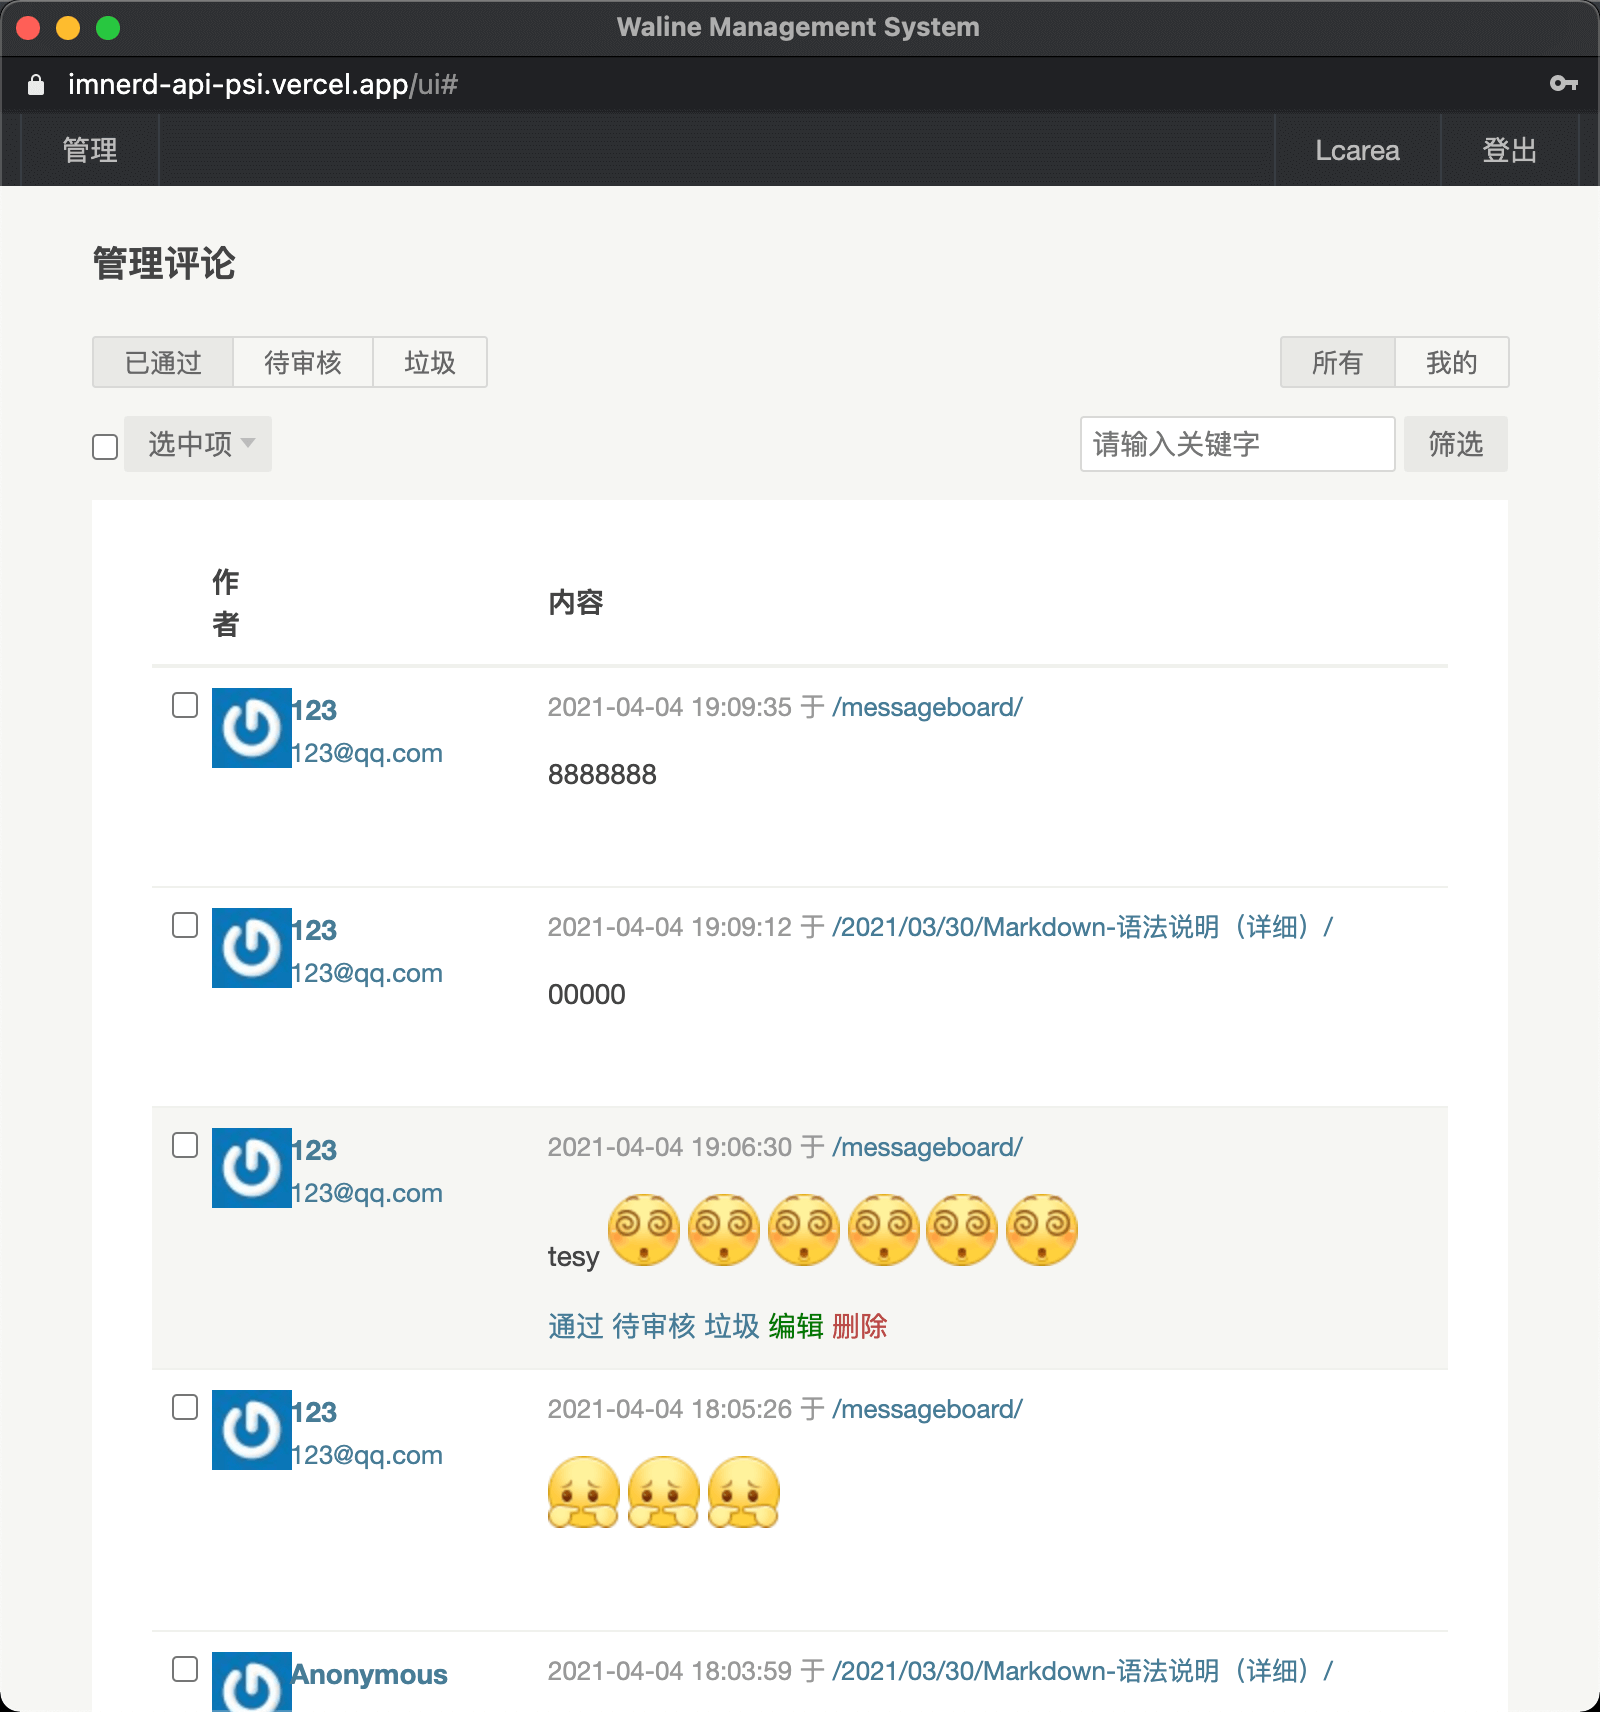 Waline Management System
imnerd-api-psi.vercel.app/ui#
管理 Lcarea 登出
管理评论
已通过 待审核 垃圾 所有 我的
选中项 请输入关键字 筛选
作者 内容
123 2021-04-04 19:09:35 于 /messageboard/
123@qq.com
8888888
123 2021-04-04 19:09:12 于 /2021/03/30/Markdown-语法说明（详细）/
123@qq.com
00000
123 2021-04-04 19:06:30 于 /messageboard/
123@qq.com
tesy
通过 待审核 垃圾 编辑 删除
123 2021-04-04 18:05:26 于 /messageboard/
123@qq.com
Anonymous 2021-04-04 18:03:59 于 /2021/03/30/Markdown-语法说明（详细）/